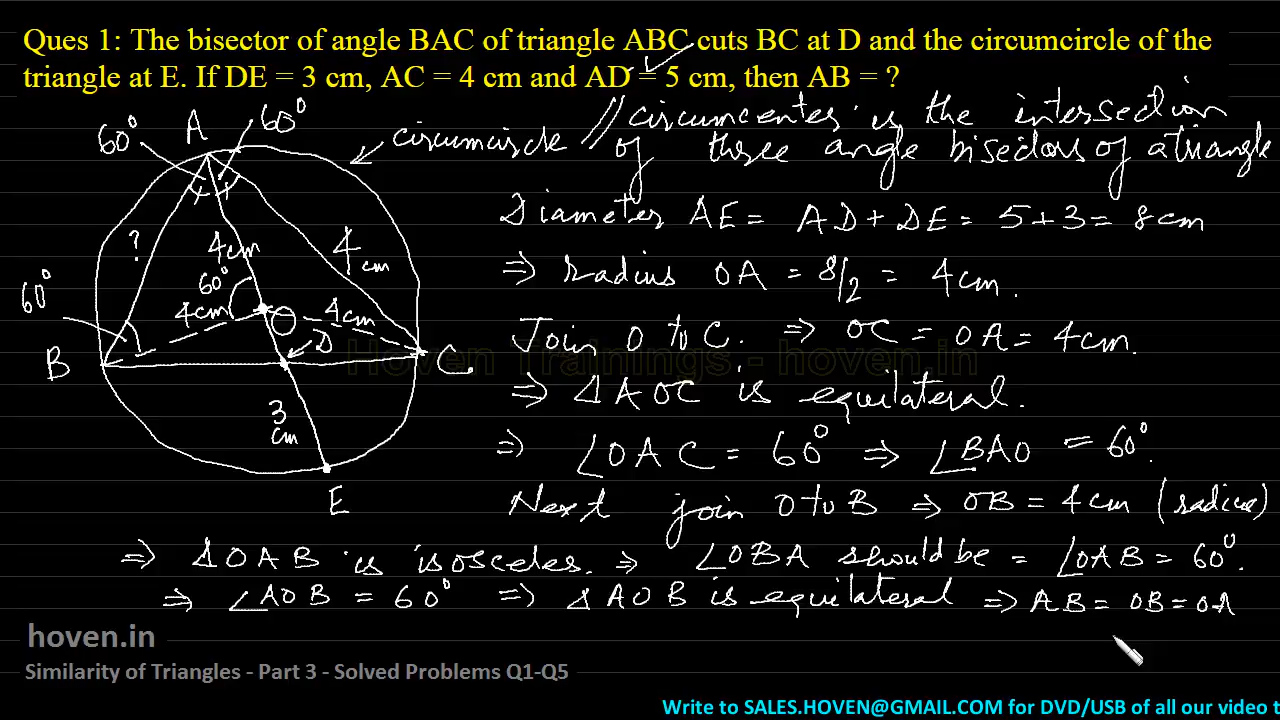 Ques 1: The bisector of angle BAC of triangle ABC cuts BC at D and the circumcircle of the
triangle at E. If DE = 3 cm, AC = 4 cm and AD = 5 cm, then AB = ?
60° A 60° circumcircle // circumcenter is the intersection
of three angle bisectors of a triangle
Diameter AE = AD + DE = 5 + 3 = 8 cm
? 4cm 4 cm
⇒ radius OA = 8/2 = 4 cm.
60° 60° 4cm 4cm
O D
Join O to C. ⇒ OC = OA = 4 cm.
B C
Hoven Trainings - hoven.in
⇒ ΔAOC is equilateral.
3 cm
⇒ ∠OAC = 60° ⇒ ∠BAO = 60°.
E
Next join O to B ⇒ OB = 4 cm (radius)
⇒ ΔOAB is isosceles. ⇒ ∠OBA should be = ∠OAB = 60°.
⇒ ∠AOB = 60° ⇒ ΔAOB is equilateral ⇒ AB = OB = OA
hoven.in
Similarity of Triangles - Part 3 - Solved Problems Q1-Q5
Write to SALES.HOVEN@GMAIL.COM for DVD/USB of all our video t